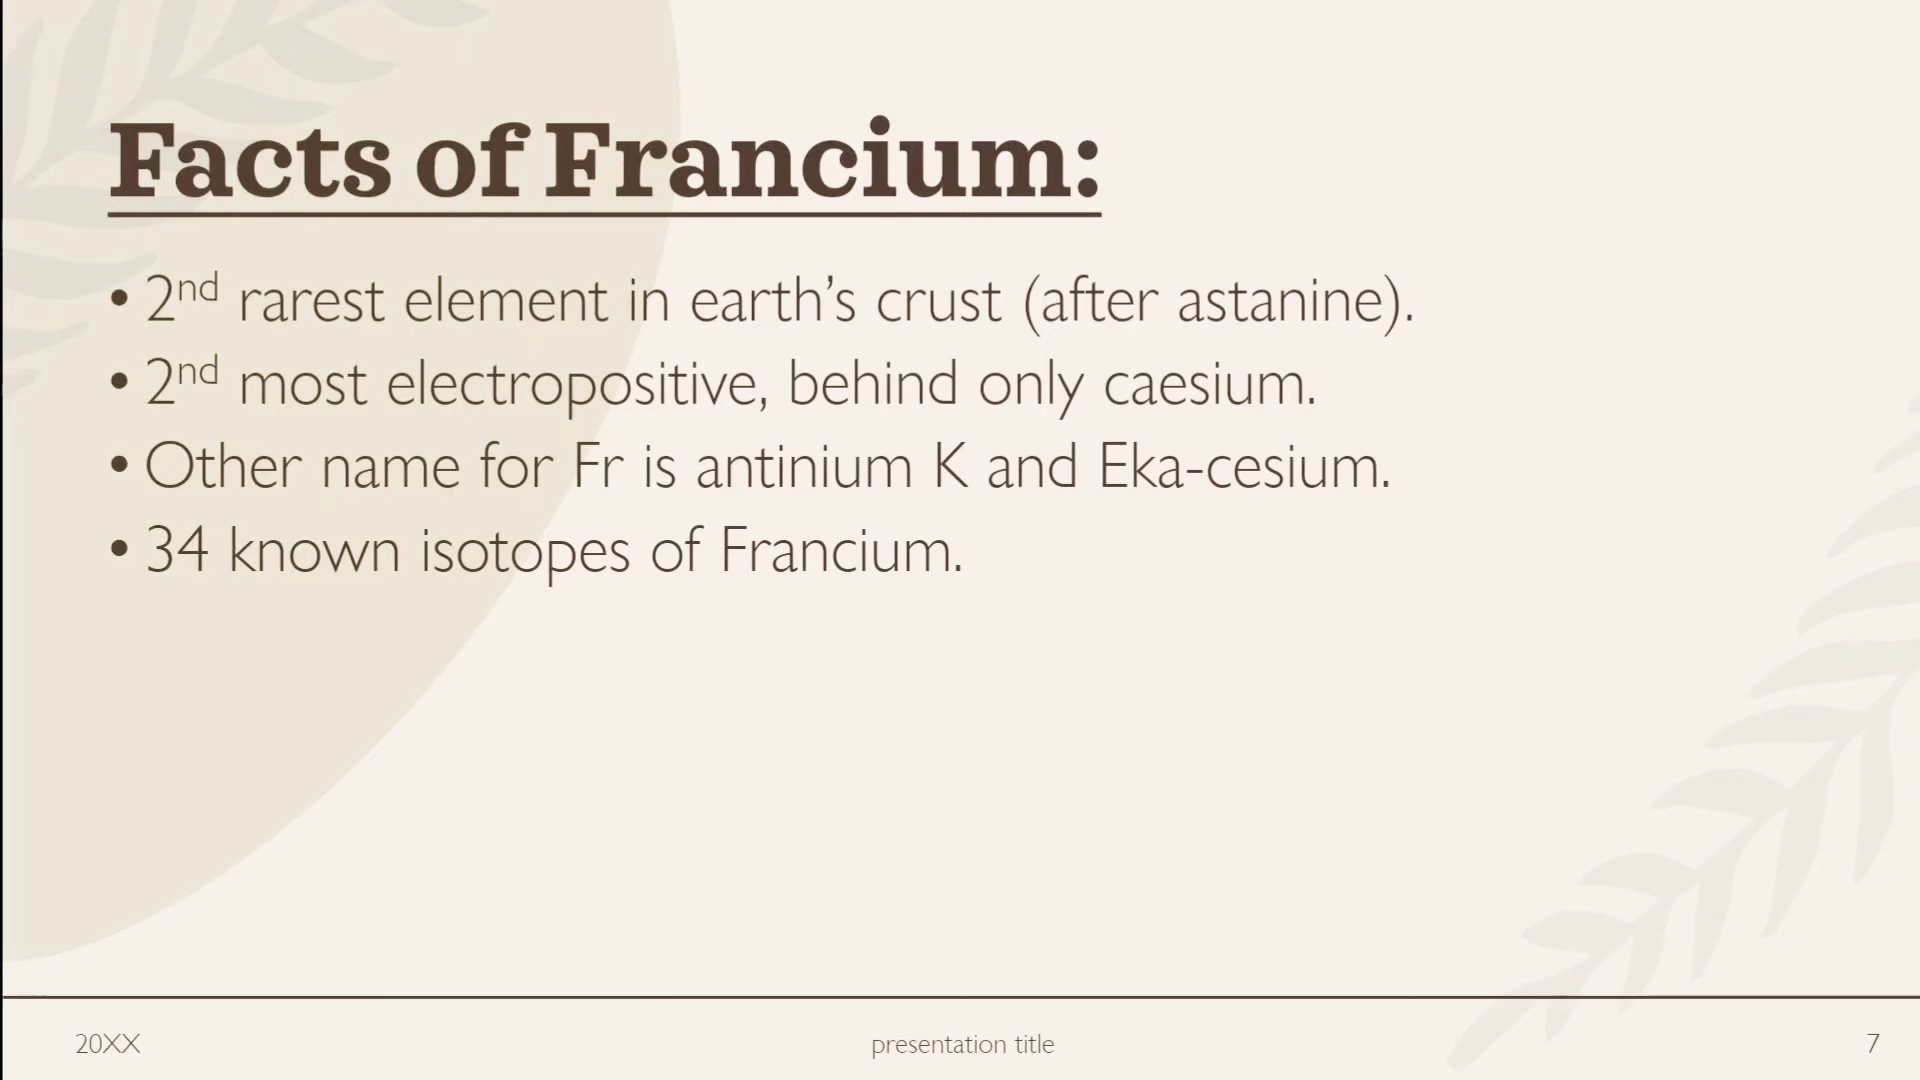 Facts of Francium:
• 2nd rarest element in earth’s crust (after astanine).
• 2nd most electropositive, behind only caesium.
• Other name for Fr is antinium K and Eka-cesium.
• 34 known isotopes of Francium.
20XX
presentation title
7